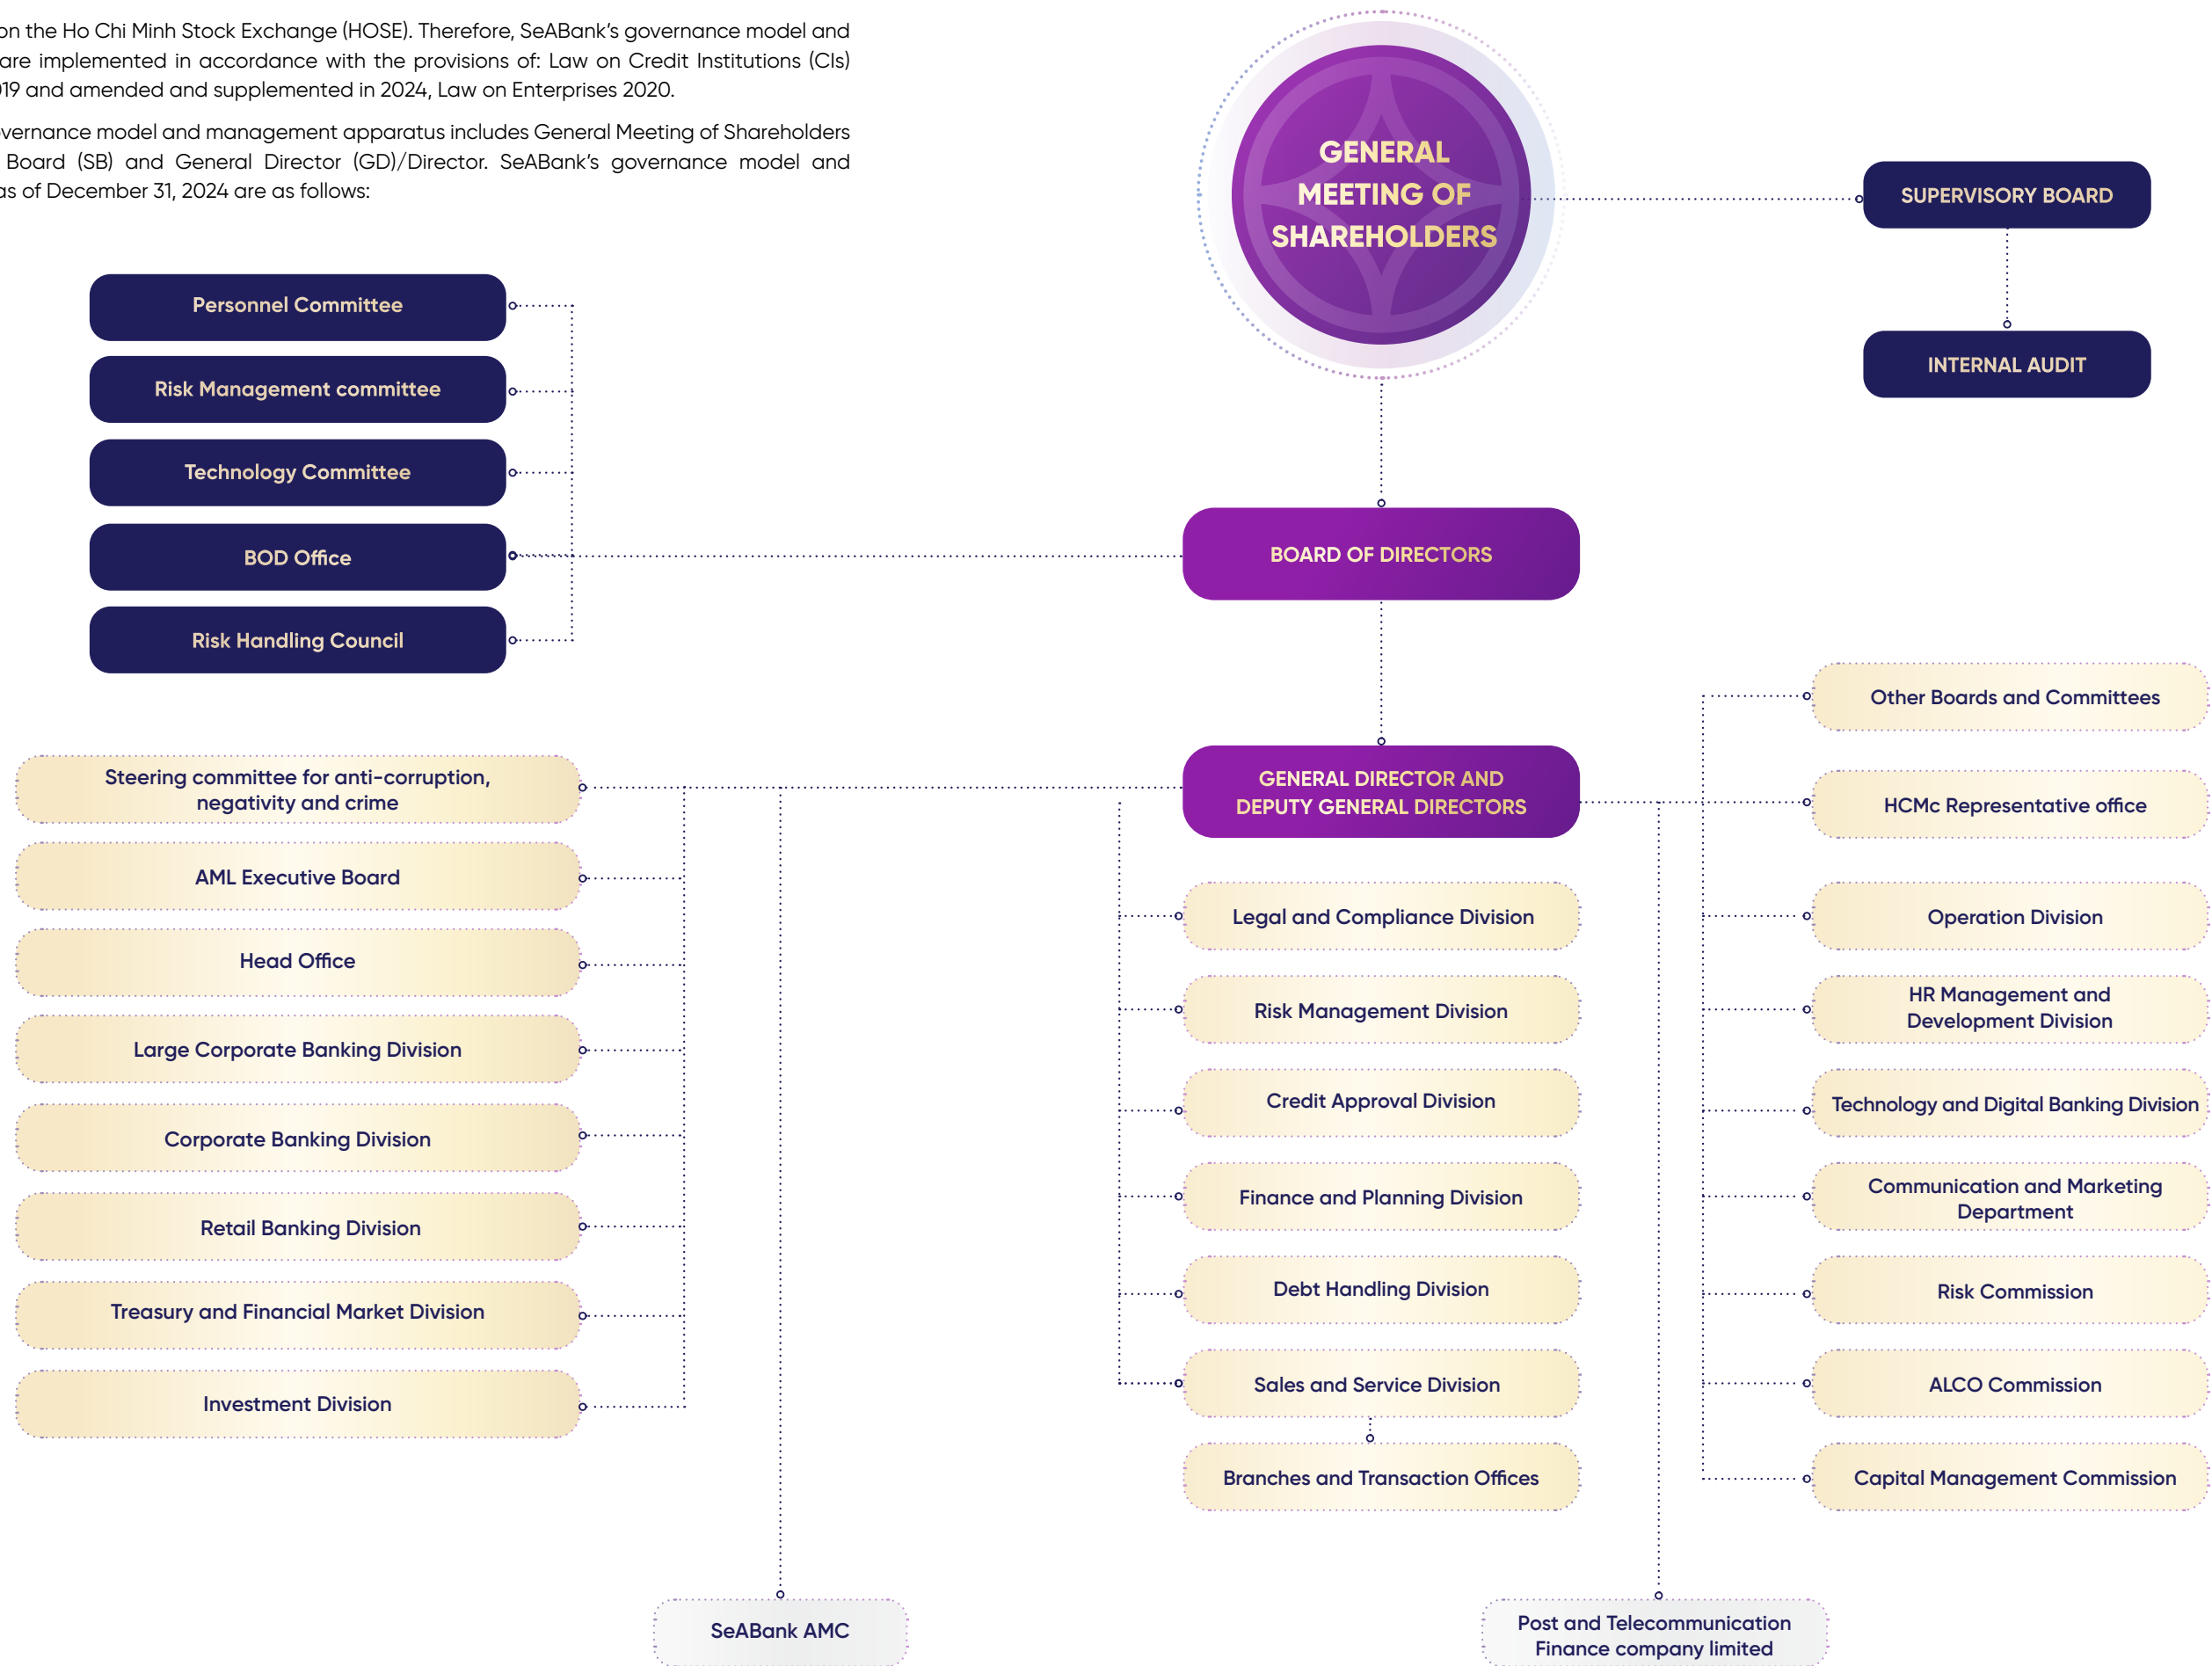 on the Ho Chi Minh Stock Exchange (HOSE). Therefore, SeABank’s governance model and
are implemented in accordance with the provisions of: Law on Credit Institutions (CIs)
19 and amended and supplemented in 2024, Law on Enterprises 2020.
overnance model and management apparatus includes General Meeting of Shareholders
Board (SB) and General Director (GD)/Director. SeABank’s governance model and
as of December 31, 2024 are as follows:
GENERAL
MEETING OF
SHAREHOLDERS
SUPERVISORY BOARD
INTERNAL AUDIT
Personnel Committee
Risk Management committee
Technology Committee
BOD Office
Risk Handling Council
BOARD OF DIRECTORS
GENERAL DIRECTOR AND
DEPUTY GENERAL DIRECTORS
Steering committee for anti-corruption,
negativity and crime
AML Executive Board
Head Office
Large Corporate Banking Division
Corporate Banking Division
Retail Banking Division
Treasury and Financial Market Division
Investment Division
Legal and Compliance Division
Risk Management Division
Credit Approval Division
Finance and Planning Division
Debt Handling Division
Sales and Service Division
Branches and Transaction Offices
Other Boards and Committees
HCMc Representative office
Operation Division
HR Management and
Development Division
Technology and Digital Banking Division
Communication and Marketing
Department
Risk Commission
ALCO Commission
Capital Management Commission
SeABank AMC
Post and Telecommunication
Finance company limited